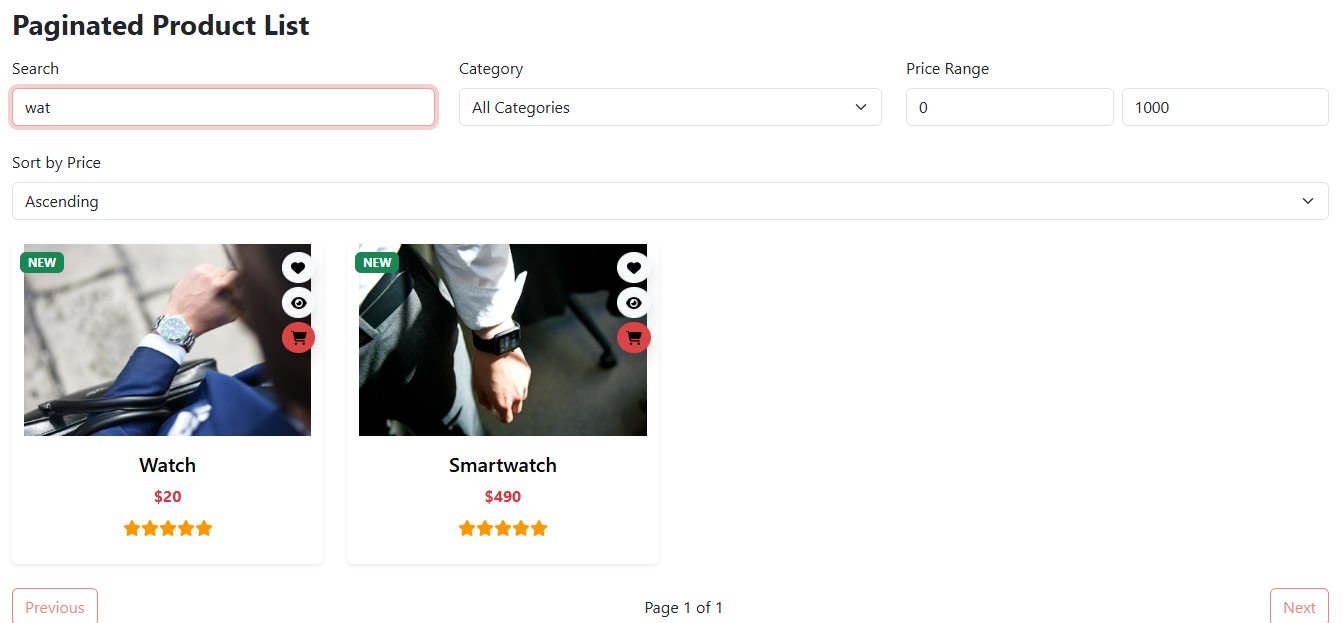 Paginated Product List
Search Category Price Range
wat All Categories 0 1000
Sort by Price
Ascending
NEW NEW
Watch Smartwatch
$20 $490
Previous Page 1 of 1 Next